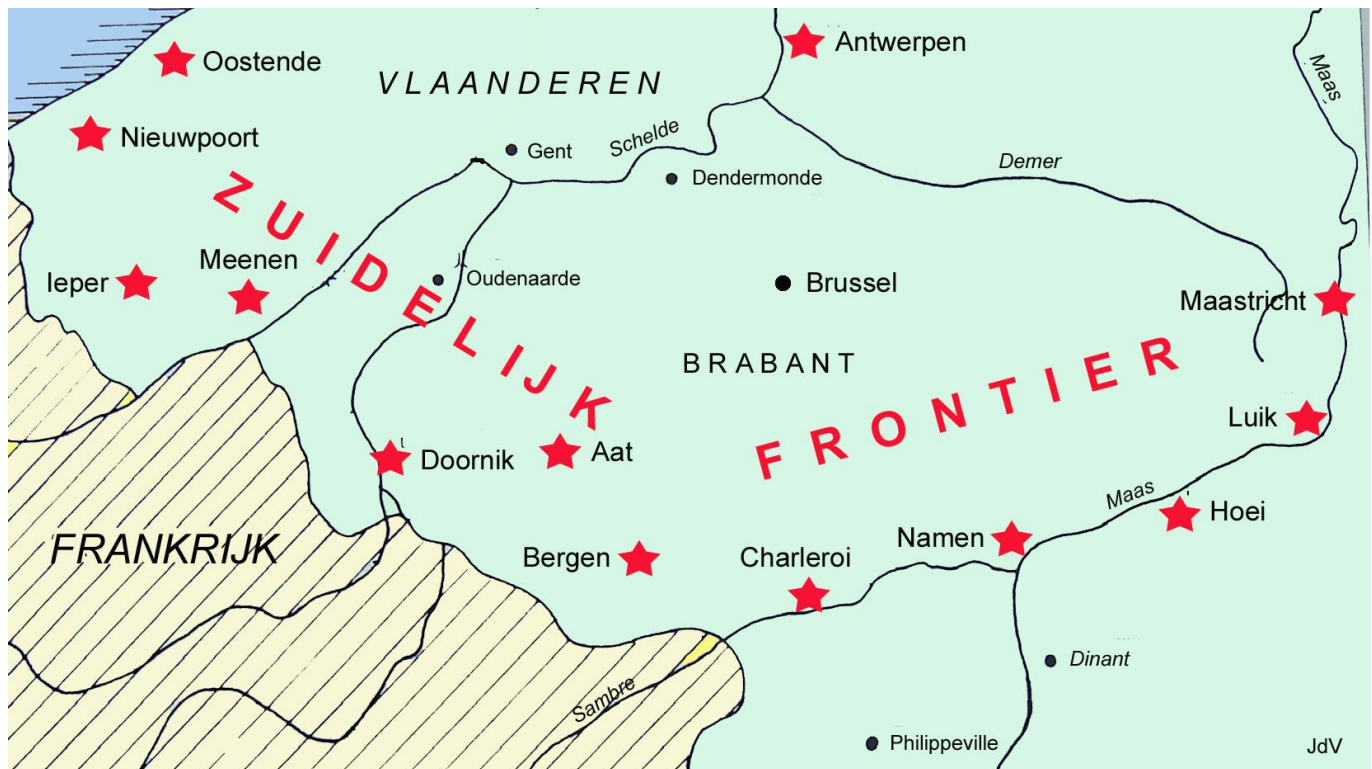 Oostende
Antwerpen
VLAANDEREN
Maas
Nieuwpoort
Gent
Schelde
Demer
Dendermonde
ZUIDELIJK
Meenen
Ieper
Oudenaarde
Brussel
Maastricht
BRABANT
FRONTIER
Luik
Doornik
Aat
Maas
Hoei
FRANKRIJK
Bergen
Charleroi
Namen
Dinant
Sambre
Philippeville
JdV